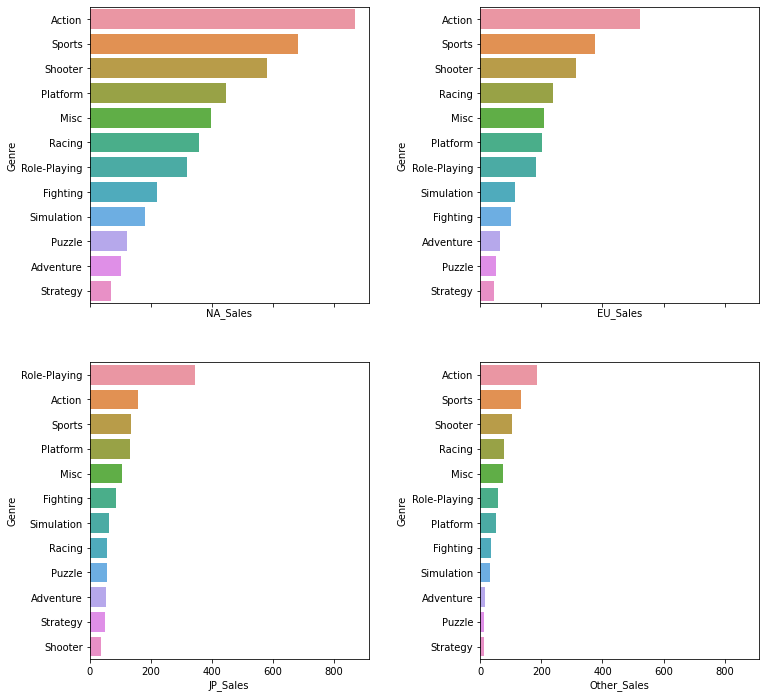 Genre
Action
Sports
Shooter
Platform
Misc
Racing
Role-Playing
Fighting
Simulation
Puzzle
Adventure
Strategy
NA_Sales
Genre
Action
Sports
Shooter
Racing
Misc
Platform
Role-Playing
Simulation
Fighting
Adventure
Puzzle
Strategy
EU_Sales
Genre
Role-Playing
Action
Sports
Platform
Misc
Fighting
Simulation
Racing
Puzzle
Adventure
Strategy
Shooter
0 200 400 600 800
JP_Sales
Genre
Action
Sports
Shooter
Racing
Misc
Role-Playing
Platform
Fighting
Simulation
Adventure
Puzzle
Strategy
0 200 400 600 800
Other_Sales